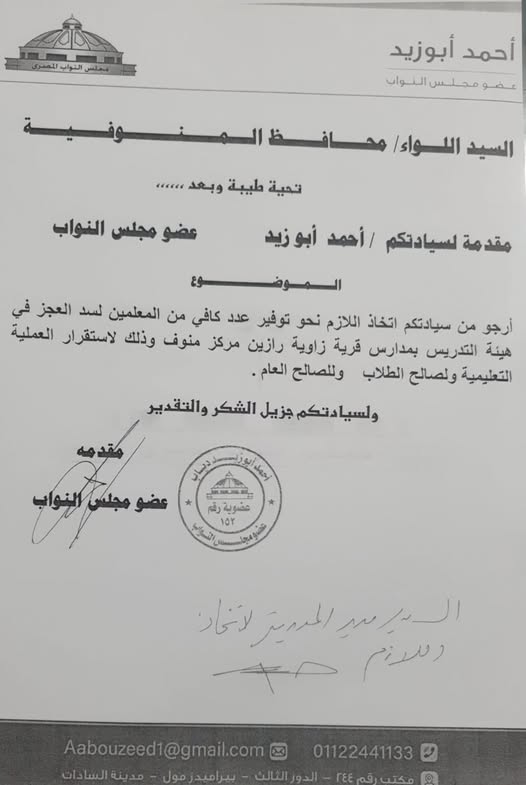 أحمد أبوزيد
عضو مجلس النواب
مجلس النواب المصرى
السيد اللواء/ محافظ المنوفية
تحية طيبة وبعد ،،،،،،
مقدمة لسيادتكم / أحمد أبو زيد عضو مجلس النواب
الموضوع
أرجو من سيادتكم اتخاذ اللازم نحو توفير عدد كافي من المعلمين لسد العجز في
هيئة التدريس بمدارس قرية زاوية رازين مركز منوف وذلك لاستقرار العملية
التعليمية ولصالح الطلاب وللصالح العام .
ولسيادتكم جزيل الشكر والتقدير
مقدمه
عضو مجلس النواب
أحمد أبوزيد دياب
عضوية رقم
١٥٢
عضو مجلس النواب
السيد مدير المديرية لاتخاذ
اللازم
Aabouzeed1@gmail.com 01122441133
مكتب رقم ٢٤٤ - الدور الثالث - بيراميدز مول - مدينة السادات